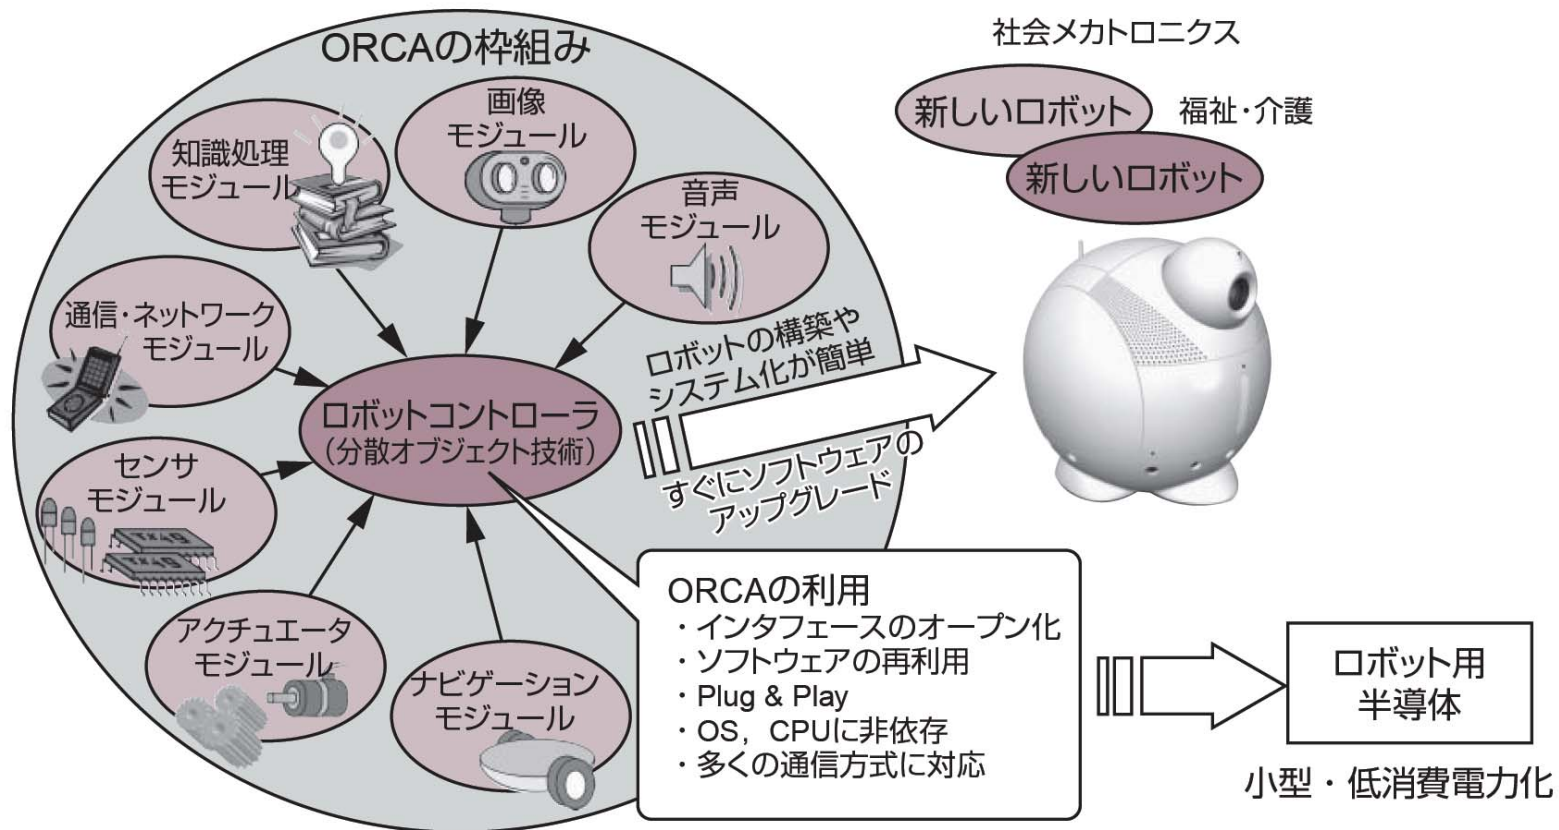 ORCAの枠組み
社会メカトロニクス
新しいロボット
福祉・介護
新しいロボット
画像
モジュール
知識処理
モジュール
音声
モジュール
通信・ネットワーク
モジュール
ロボットコントローラ
(分散オブジェクト技術)
センサ
モジュール
TX49
TX49
アクチュエータ
モジュール
ナビゲーション
モジュール
ロボットの構築や
システム化が簡単
すぐにソフトウェアの
アップグレード
ORCAの利用
・インタフェースのオープン化
・ソフトウェアの再利用
・Plug & Play
・OS，CPUに非依存
・多くの通信方式に対応
ロボット用
半導体
小型・低消費電力化